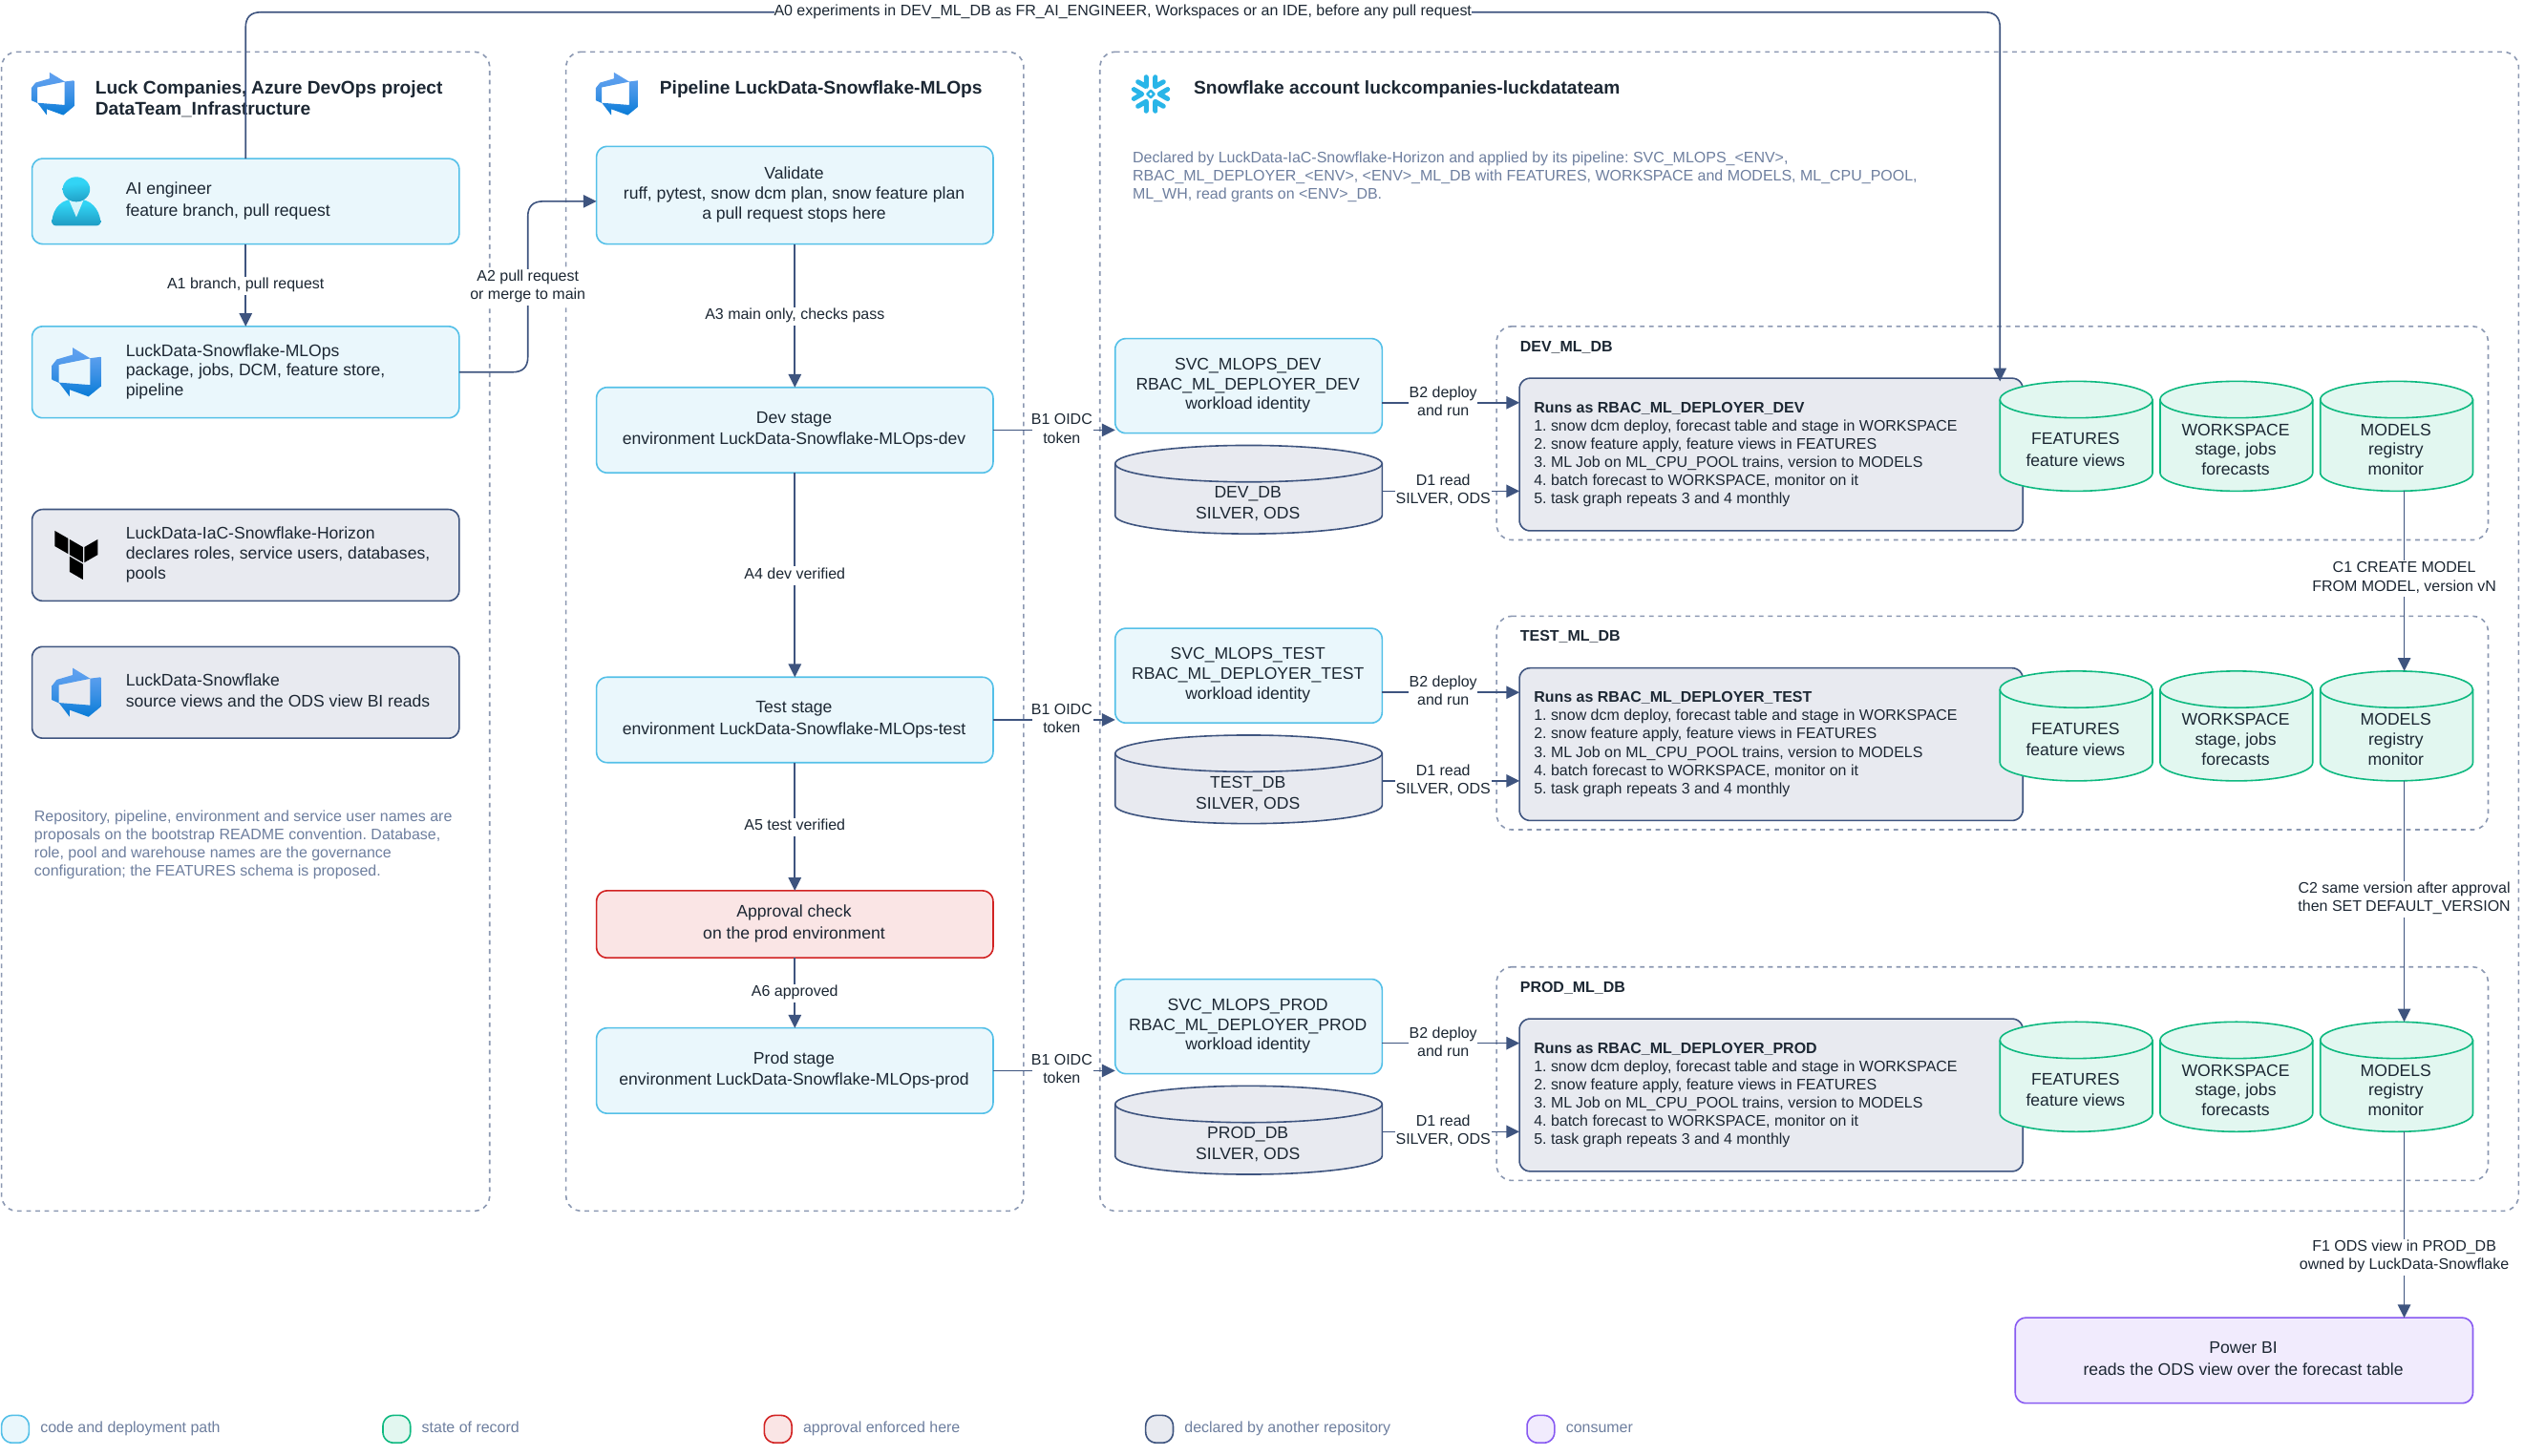 A0 experiments in DEV_ML_DB as FR_AI_ENGINEER, Workspaces or an IDE, before any pull request
Luck Companies, Azure DevOps project
DataTeam_Infrastructure
AI engineer
feature branch, pull request
A1 branch, pull request
LuckData-Snowflake-MLOps
package, jobs, DCM, feature store,
pipeline
LuckData-IaC-Snowflake-Horizon
declares roles, service users, databases,
pools
LuckData-Snowflake
source views and the ODS view BI reads
Repository, pipeline, environment and service user names are
proposals on the bootstrap README convention. Database,
role, pool and warehouse names are the governance
configuration; the FEATURES schema is proposed.
A2 pull request
or merge to main
Pipeline LuckData-Snowflake-MLOps
Validate
ruff, pytest, snow dcm plan, snow feature plan
a pull request stops here
A3 main only, checks pass
Dev stage
environment LuckData-Snowflake-MLOps-dev
A4 dev verified
Test stage
environment LuckData-Snowflake-MLOps-test
A5 test verified
Approval check
on the prod environment
A6 approved
Prod stage
environment LuckData-Snowflake-MLOps-prod
B1 OIDC
token
B1 OIDC
token
B1 OIDC
token
Snowflake account luckcompanies-luckdatateam
Declared by LuckData-IaC-Snowflake-Horizon and applied by its pipeline: SVC_MLOPS_<ENV>,
RBAC_ML_DEPLOYER_<ENV>, <ENV>_ML_DB with FEATURES, WORKSPACE and MODELS, ML_CPU_POOL,
ML_WH, read grants on <ENV>_DB.
SVC_MLOPS_DEV
RBAC_ML_DEPLOYER_DEV
workload identity
DEV_DB
SILVER, ODS
B2 deploy
and run
D1 read
SILVER, ODS
DEV_ML_DB
Runs as RBAC_ML_DEPLOYER_DEV
1. snow dcm deploy, forecast table and stage in WORKSPACE
2. snow feature apply, feature views in FEATURES
3. ML Job on ML_CPU_POOL trains, version to MODELS
4. batch forecast to WORKSPACE, monitor on it
5. task graph repeats 3 and 4 monthly
FEATURES
feature views
WORKSPACE
stage, jobs
forecasts
MODELS
registry
monitor
C1 CREATE MODEL
FROM MODEL, version vN
SVC_MLOPS_TEST
RBAC_ML_DEPLOYER_TEST
workload identity
TEST_DB
SILVER, ODS
B2 deploy
and run
D1 read
SILVER, ODS
TEST_ML_DB
Runs as RBAC_ML_DEPLOYER_TEST
1. snow dcm deploy, forecast table and stage in WORKSPACE
2. snow feature apply, feature views in FEATURES
3. ML Job on ML_CPU_POOL trains, version to MODELS
4. batch forecast to WORKSPACE, monitor on it
5. task graph repeats 3 and 4 monthly
FEATURES
feature views
WORKSPACE
stage, jobs
forecasts
MODELS
registry
monitor
C2 same version after approval
then SET DEFAULT_VERSION
SVC_MLOPS_PROD
RBAC_ML_DEPLOYER_PROD
workload identity
PROD_DB
SILVER, ODS
B2 deploy
and run
D1 read
SILVER, ODS
PROD_ML_DB
Runs as RBAC_ML_DEPLOYER_PROD
1. snow dcm deploy, forecast table and stage in WORKSPACE
2. snow feature apply, feature views in FEATURES
3. ML Job on ML_CPU_POOL trains, version to MODELS
4. batch forecast to WORKSPACE, monitor on it
5. task graph repeats 3 and 4 monthly
FEATURES
feature views
WORKSPACE
stage, jobs
forecasts
MODELS
registry
monitor
F1 ODS view in PROD_DB
owned by LuckData-Snowflake
Power BI
reads the ODS view over the forecast table
code and deployment path
state of record
approval enforced here
declared by another repository
consumer